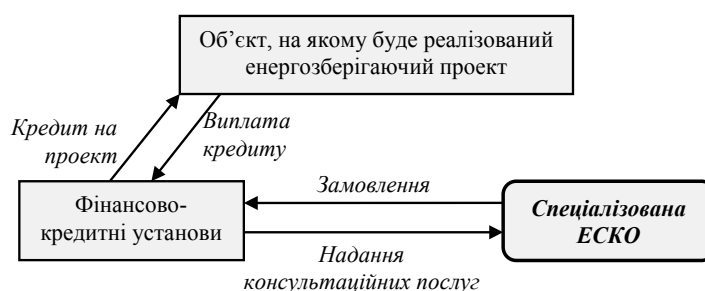 Об’єкт, на якому буде реалізований
енергозберігаючий проект
Кредит на
проект
Виплата
кредиту
Фінансово-
кредитні установи
Замовлення
Надання
консультаційних послуг
Спеціалізована
ЕСКО